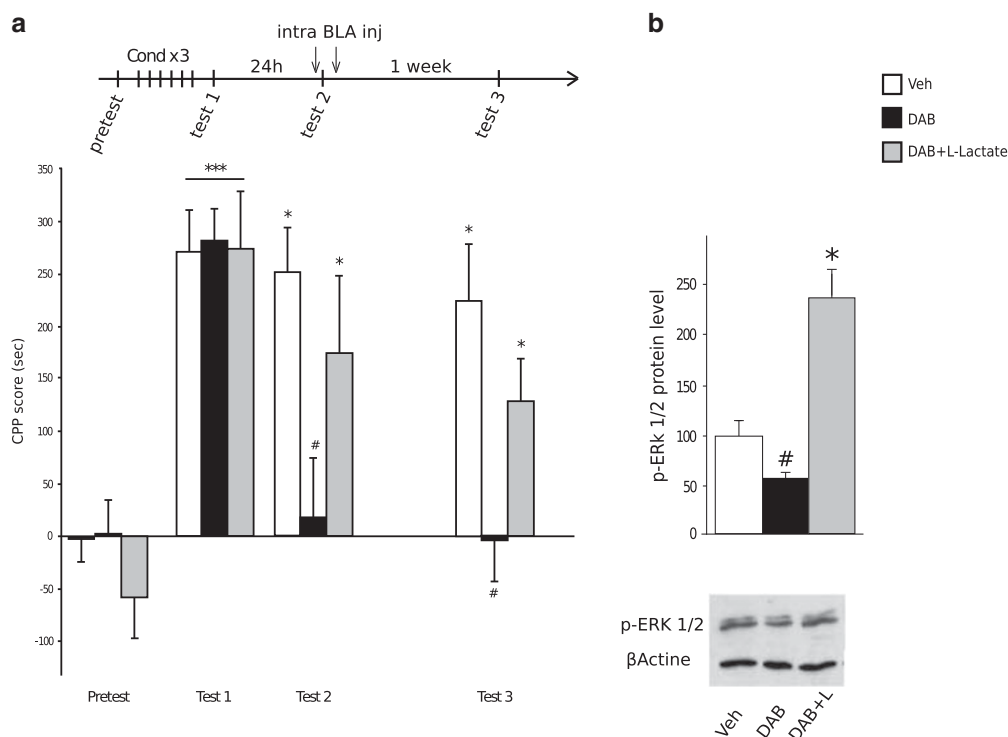 a
intra BLA inj
Cond x3
24h
1 week
pretest
test 1
test 2
test 3
350
300
250
200
150
100
50
0
-50
-100
CPP score (sec)
***
*
#
*
*
#
*
Pretest
Test 1
Test 2
Test 3
b
Veh
DAB
DAB+L-Lactate
p-ERk 1/2 protein level
250
200
150
100
50
0
#
*
p-ERK 1/2
βActine
Veh
DAB
DAB+L